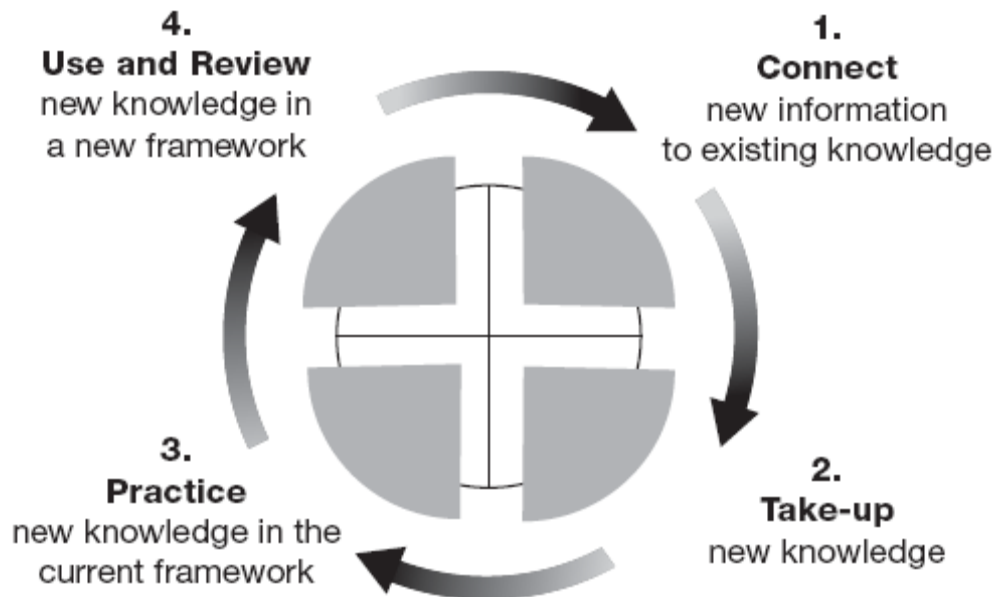 1.
Connect
new information
to existing knowledge
2.
Take-up
new knowledge
3.
Practice
new knowledge in the
current framework
4.
Use and Review
new knowledge in
a new framework